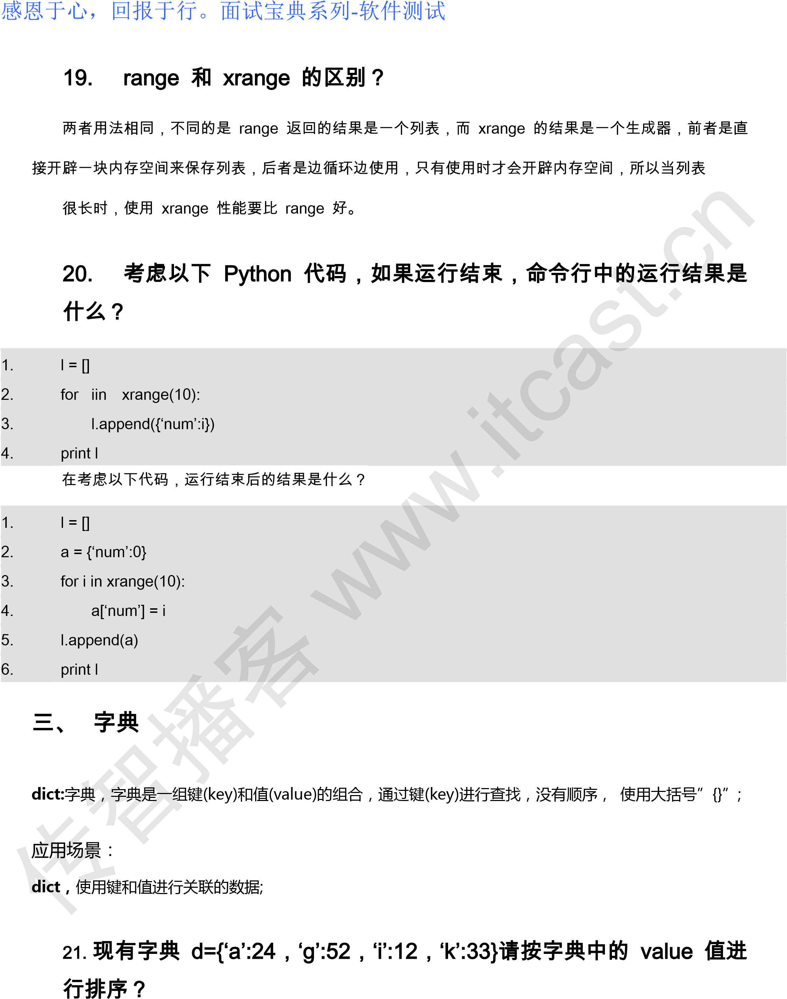 感恩于心，回报于行。面试宝典系列-软件测试
19. range 和 xrange 的区别？
两者用法相同，不同的是 range 返回的结果是一个列表，而 xrange 的结果是一个生成器，前者是直
接开辟一块内存空间来保存列表，后者是边循环边使用，只有使用时才会开辟内存空间，所以当列表
很长时，使用 xrange 性能要比 range 好。
20. 考虑以下 Python 代码，如果运行结束，命令行中的运行结果是
什么？
1. l = []
2. for iin xrange(10):
3. l.append({‘num’:i})
4. print l
在考虑以下代码，运行结束后的结果是什么？
1. l = []
2. a = {‘num’:0}
3. for i in xrange(10):
4. a[‘num’] = i
5. l.append(a)
6. print l
三、 字典
dict:字典，字典是一组键(key)和值(value)的组合，通过键(key)进行查找，没有顺序， 使用大括号”{}”；
应用场景：
dict，使用键和值进行关联的数据;
21. 现有字典 d={‘a’:24，‘g’:52，‘i’:12，‘k’:33}请按字典中的 value 值进
行排序？
传智播客 www.itcast.cn